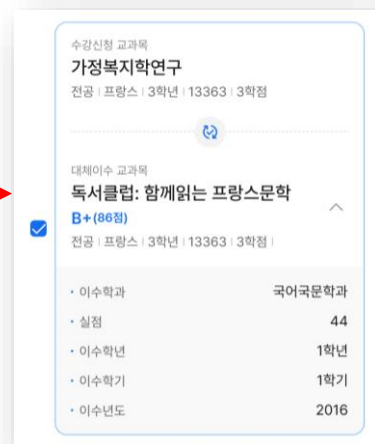 수강신청 교과목
가정복지학연구
전공 | 프랑스 | 3학년 | 13363 | 3학점
대체이수 교과목
독서클럽: 함께읽는 프랑스문학
B+(86점)
전공 | 프랑스 | 3학년 | 13363 | 3학점 |
· 이수학과 국어국문학과
· 실점 44
· 이수학년 1학년
· 이수학기 1학기
· 이수년도 2016